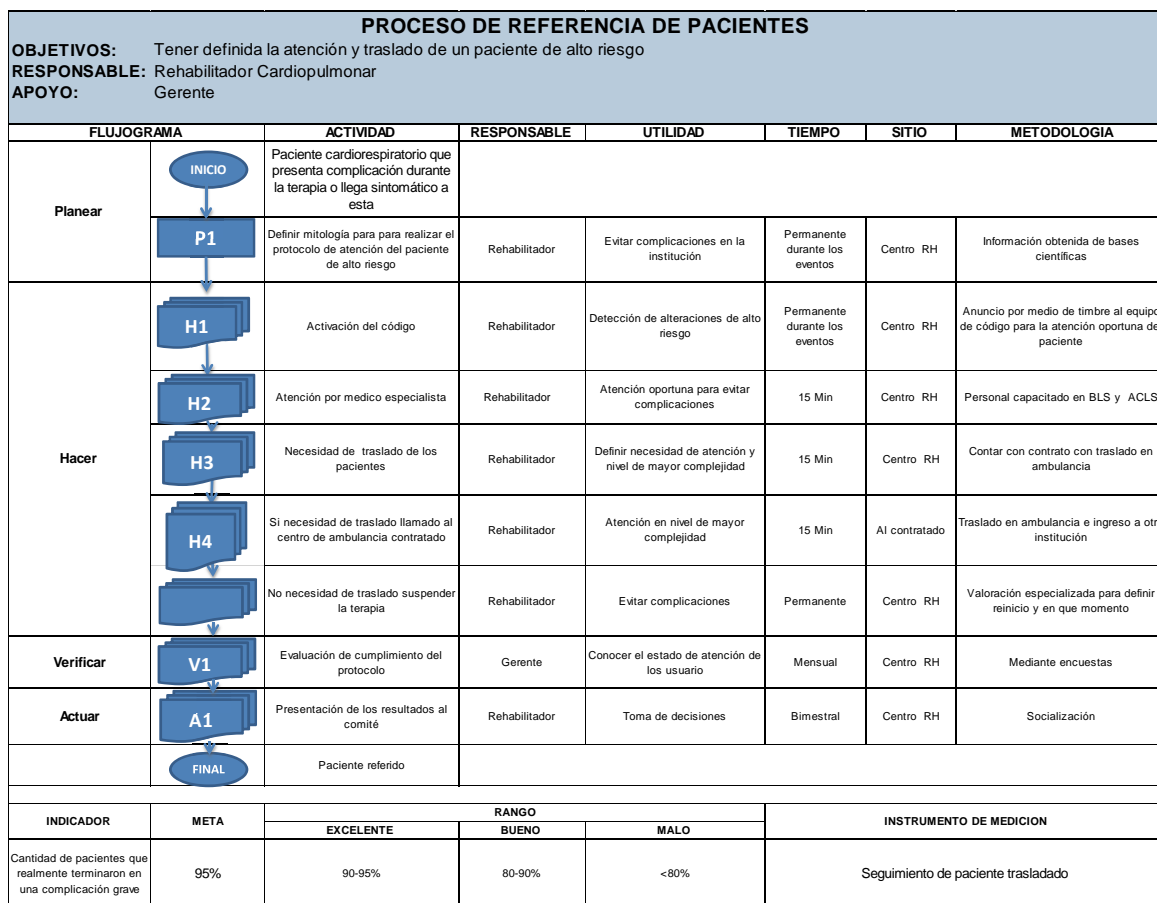 PROCESO DE REFERENCIA DE PACIENTES
OBJETIVOS: Tener definida la atención y traslado de un paciente de alto riesgo
RESPONSABLE: Rehabilitador Cardiopulmonar
APOYO: Gerente
FLUJOGRAMA ACTIVIDAD RESPONSABLE UTILIDAD TIEMPO SITIO METODOLOGIA
Planear
INICIO
Paciente cardiorespiratorio que
presenta complicación durante
la terapia o llega sintomático a
esta
P1
Definir mitología para para realizar el
protocolo de atención del paciente
de alto riesgo
Rehabilitador
Evitar complicaciones en la
institución
Permanente
durante los
eventos
Centro RH
Información obtenida de bases
científicas
Hacer
H1
Activación del código
Rehabilitador
Detección de alteraciones de alto
riesgo
Permanente
durante los
eventos
Centro RH
Anuncio por medio de timbre al equipo
de código para la atención oportuna de
paciente
H2
Atención por medico especialista
Rehabilitador
Atención oportuna para evitar
complicaciones
15 Min
Centro RH
Personal capacitado en BLS y ACLS
H3
Necesidad de traslado de los
pacientes
Rehabilitador
Definir necesidad de atención y
nivel de mayor complejidad
15 Min
Centro RH
Contar con contrato con traslado en
ambulancia
H4
Si necesidad de traslado llamado al
centro de ambulancia contratado
Rehabilitador
Atención en nivel de mayor
complejidad
15 Min
Al contratado
Traslado en ambulancia e ingreso a otr
institución
No necesidad de traslado suspender
la terapia
Rehabilitador
Evitar complicaciones
Permanente
Centro RH
Valoración especializada para definir
reinicio y en que momento
Verificar
V1
Evaluación de cumplimiento del
protocolo
Gerente
Conocer el estado de atención de
los usuario
Mensual
Centro RH
Mediante encuestas
Actuar
A1
Presentación de los resultados al
comité
Rehabilitador
Toma de decisiones
Bimestral
Centro RH
Socialización
FINAL
Paciente referido
INDICADOR META RANGO INSTRUMENTO DE MEDICION
EXCELENTE BUENO MALO
Cantidad de pacientes que
realmente terminaron en
una complicación grave
95%
90-95%
80-90%
<80%
Seguimiento de paciente trasladado